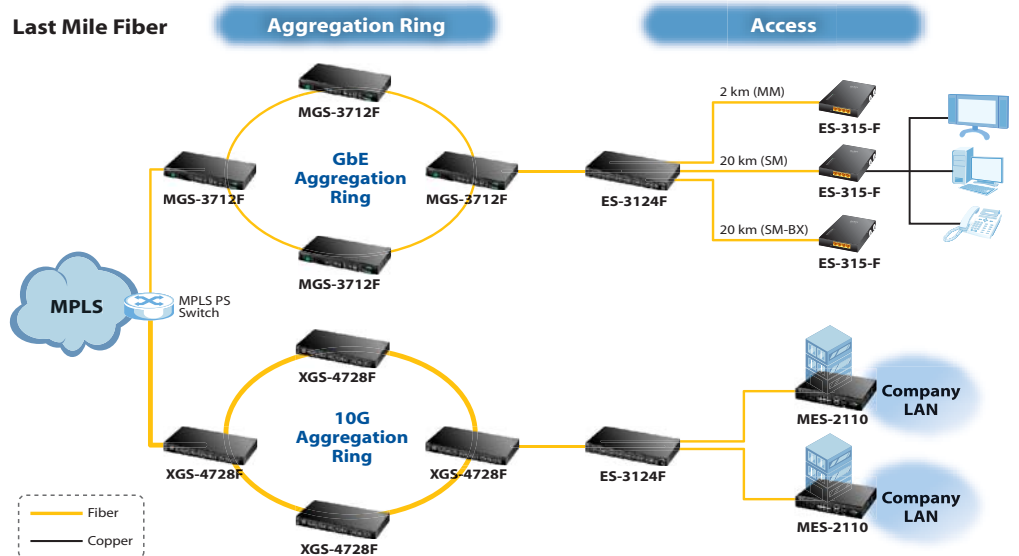 Last Mile Fiber
Aggregation Ring
Access
MGS-3712F
MGS-3712F
GbE
Aggregation
Ring
MGS-3712F
MGS-3712F
ES-3124F
2 km (MM)
ES-315-F
20 km (SM)
ES-315-F
20 km (SM-BX)
ES-315-F
MPLS
MPLS PS
Switch
XGS-4728F
XGS-4728F
10G
Aggregation
Ring
XGS-4728F
XGS-4728F
ES-3124F
MES-2110
Company
LAN
MES-2110
Company
LAN
Fiber
Copper